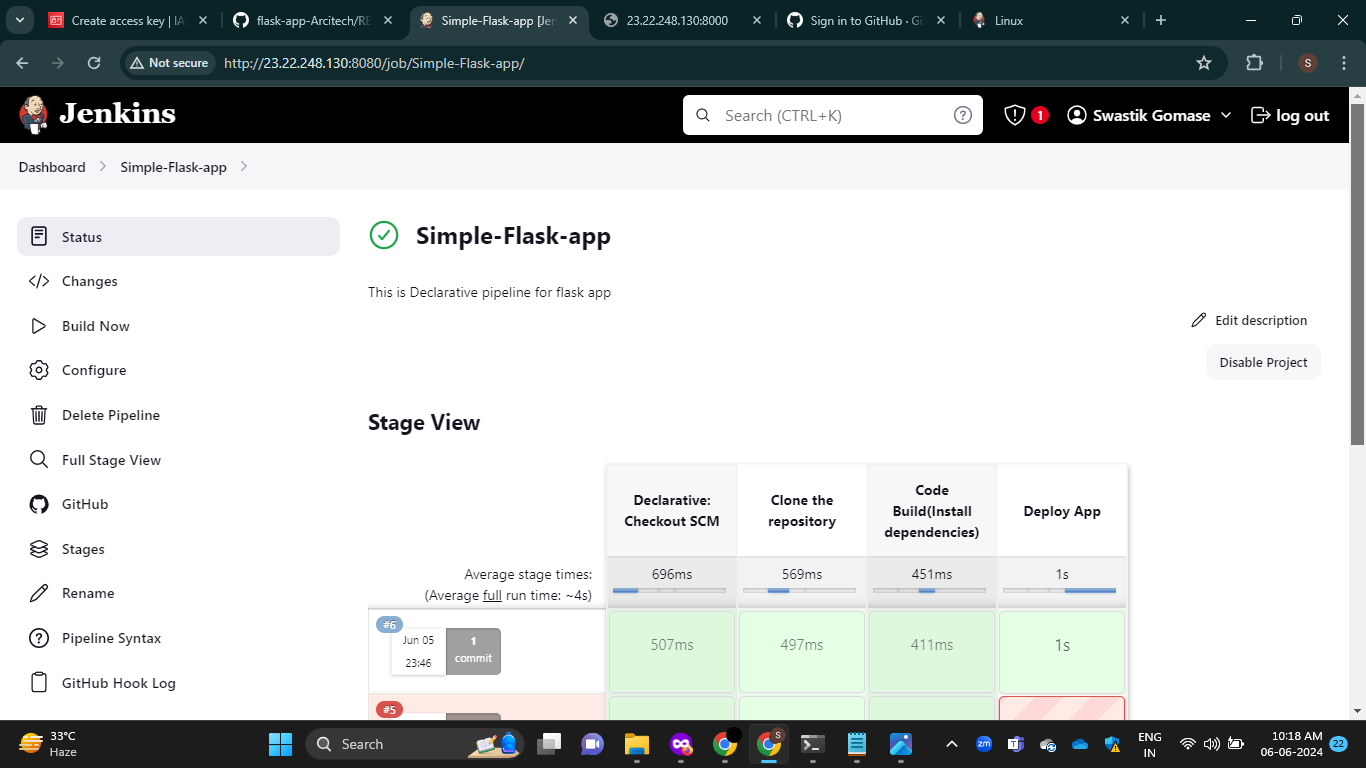 Create access key | IA
flask-app-Arcitech/RE
Simple-Flask-app [Jen
23.22.248.130:8000
Sign in to GitHub · Gi
Linux
Not secure
http://23.22.248.130:8080/job/Simple-Flask-app/
S
Jenkins
Search (CTRL+K)
?
1
Swastik Gomase
log out
Dashboard
Simple-Flask-app
Status
Changes
Build Now
Configure
Delete Pipeline
Full Stage View
GitHub
Stages
Rename
Pipeline Syntax
GitHub Hook Log
Simple-Flask-app
This is Declarative pipeline for flask app
Edit description
Disable Project
Stage View
Declarative:
Checkout SCM
Clone the
repository
Code
Build(Install
dependencies)
Deploy App
Average stage times:
(Average full run time: ~4s)
696ms
569ms
451ms
1s
#6
Jun 05
23:46
1
commit
507ms
497ms
411ms
1s
#5
33°C
Haze
Search
S
zm
ENG
IN
10:18 AM
06-06-2024
22